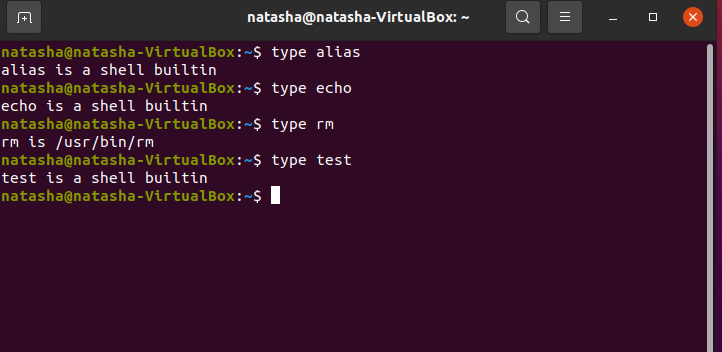 natasha@natasha-VirtualBox: ~
natasha@natasha-VirtualBox:~$ type alias
alias is a shell builtin
natasha@natasha-VirtualBox:~$ type echo
echo is a shell builtin
natasha@natasha-VirtualBox:~$ type rm
rm is /usr/bin/rm
natasha@natasha-VirtualBox:~$ type test
test is a shell builtin
natasha@natasha-VirtualBox:~$